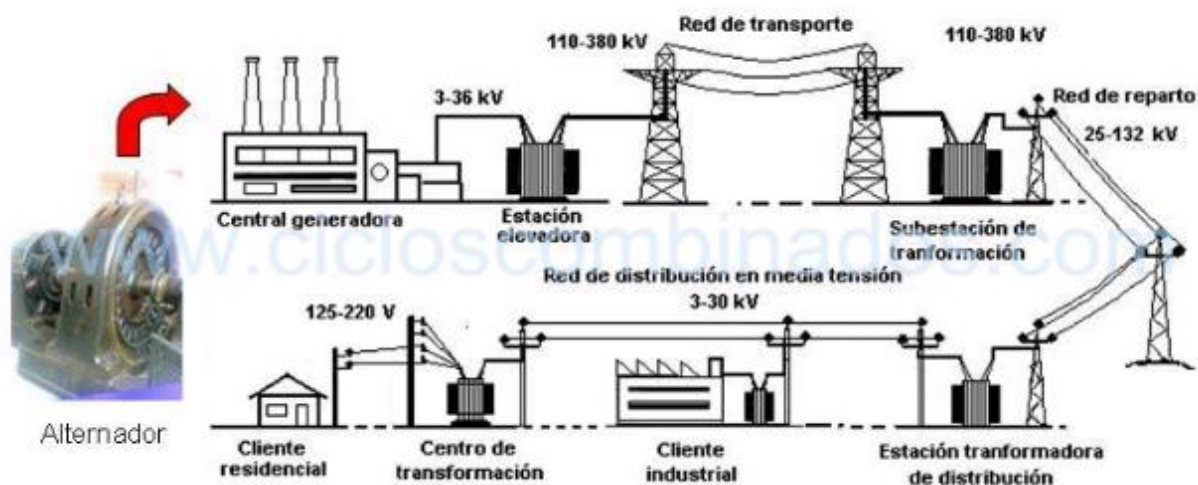 Red de transporte
110-380 kV
110-380 kV
3-36 kV
Red de reparto
25-132 kV
Central generadora
Estación
elevadora
Subestación de
tranformación
www.cicloscombinados.com
Red de distribución en media tensión
3-30 kV
125-220 V
Alternador
Cliente
residencial
Centro de
transformación
Cliente
industrial
Estación tranformadora
de distribución